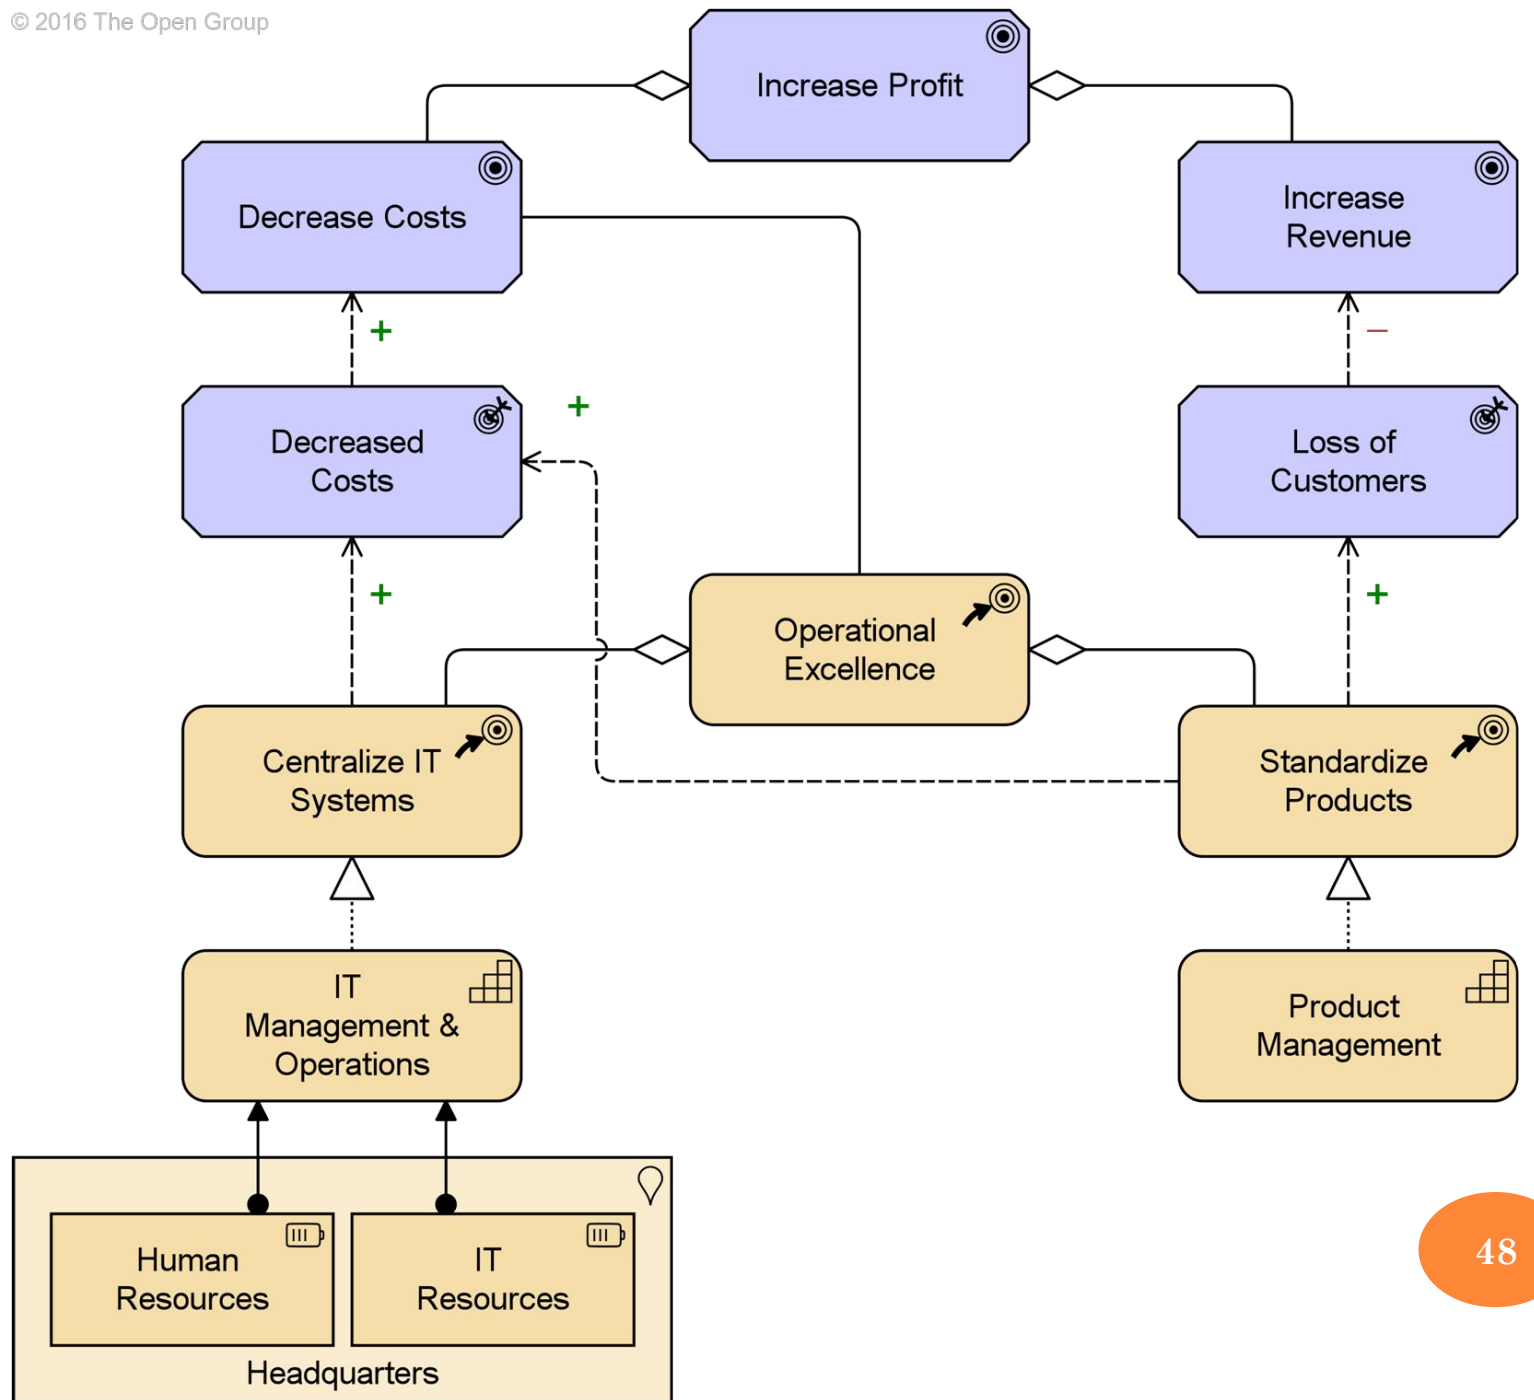 © 2016 The Open Group
Increase Profit
Decrease Costs
Increase
Revenue
+
−
+
Decreased
Costs
Loss of
Customers
+
+
Operational
Excellence
Centralize IT
Systems
Standardize
Products
IT
Management &
Operations
Product
Management
Human
Resources
IT
Resources
Headquarters
48